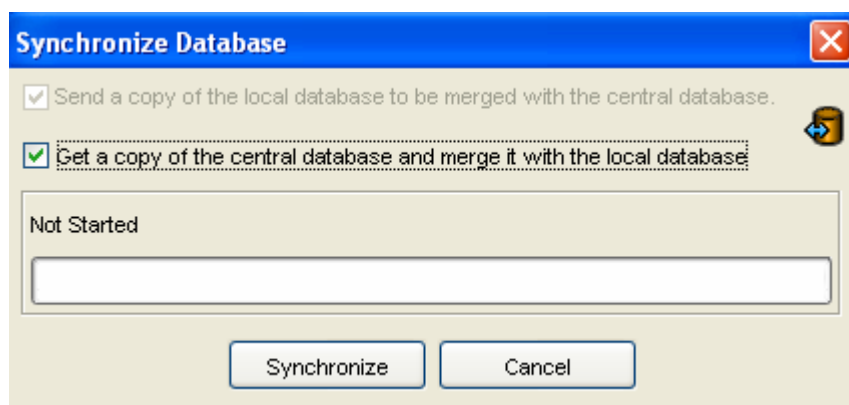 Synchronize Database
Send a copy of the local database to be merged with the central database.
Get a copy of the central database and merge it with the local database
Not Started
Synchronize
Cancel